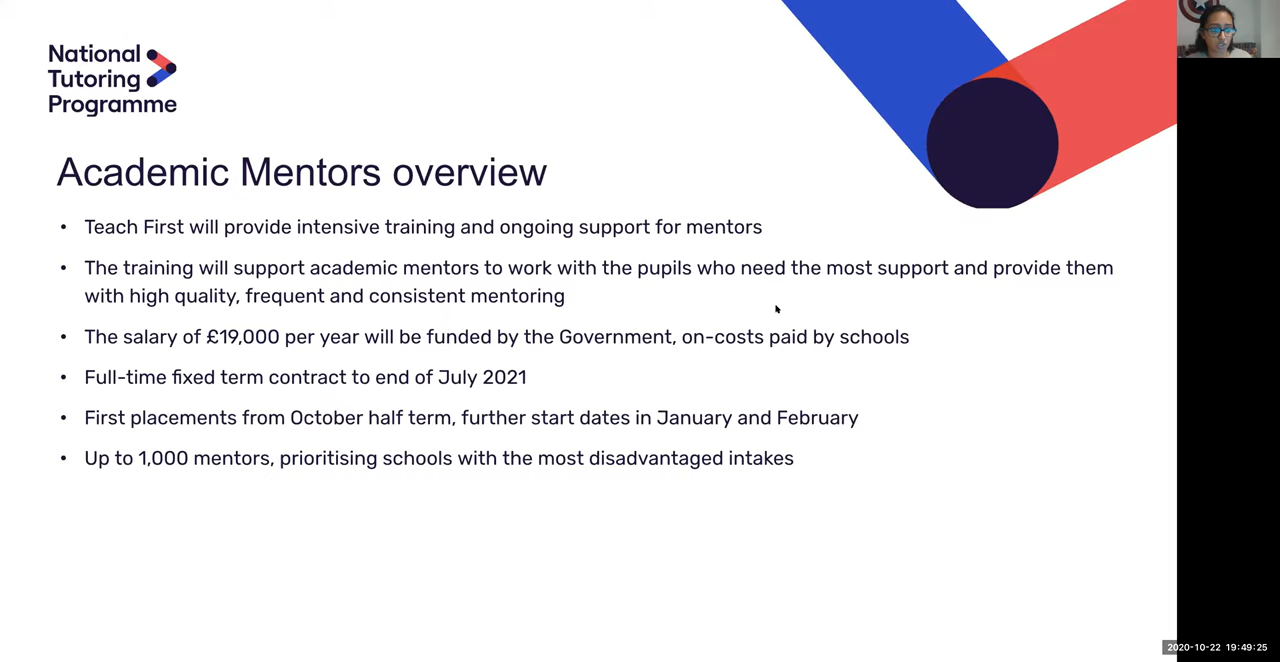 National
Tutoring
Programme
Academic Mentors overview
• Teach First will provide intensive training and ongoing support for mentors
• The training will support academic mentors to work with the pupils who need the most support and provide them
with high quality, frequent and consistent mentoring
• The salary of £19,000 per year will be funded by the Government, on-costs paid by schools
• Full-time fixed term contract to end of July 2021
• First placements from October half term, further start dates in January and February
• Up to 1,000 mentors, prioritising schools with the most disadvantaged intakes
2020-10-22 19:49:25